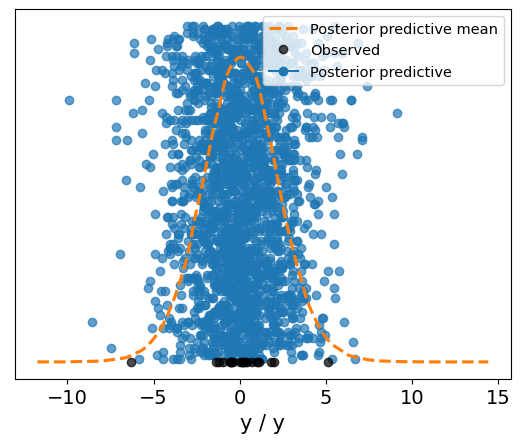 Posterior predictive mean
Observed
Posterior predictive
−10
−5
0
5
10
15
y / y